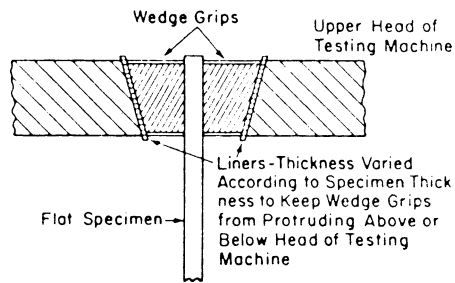 Wedge Grips
Upper Head of
Testing Machine
Liners-Thickness Varied
According to Specimen Thick
ness to Keep Wedge Grips
from Protruding Above or
Below Head of Testing
Machine
Flat Specimen